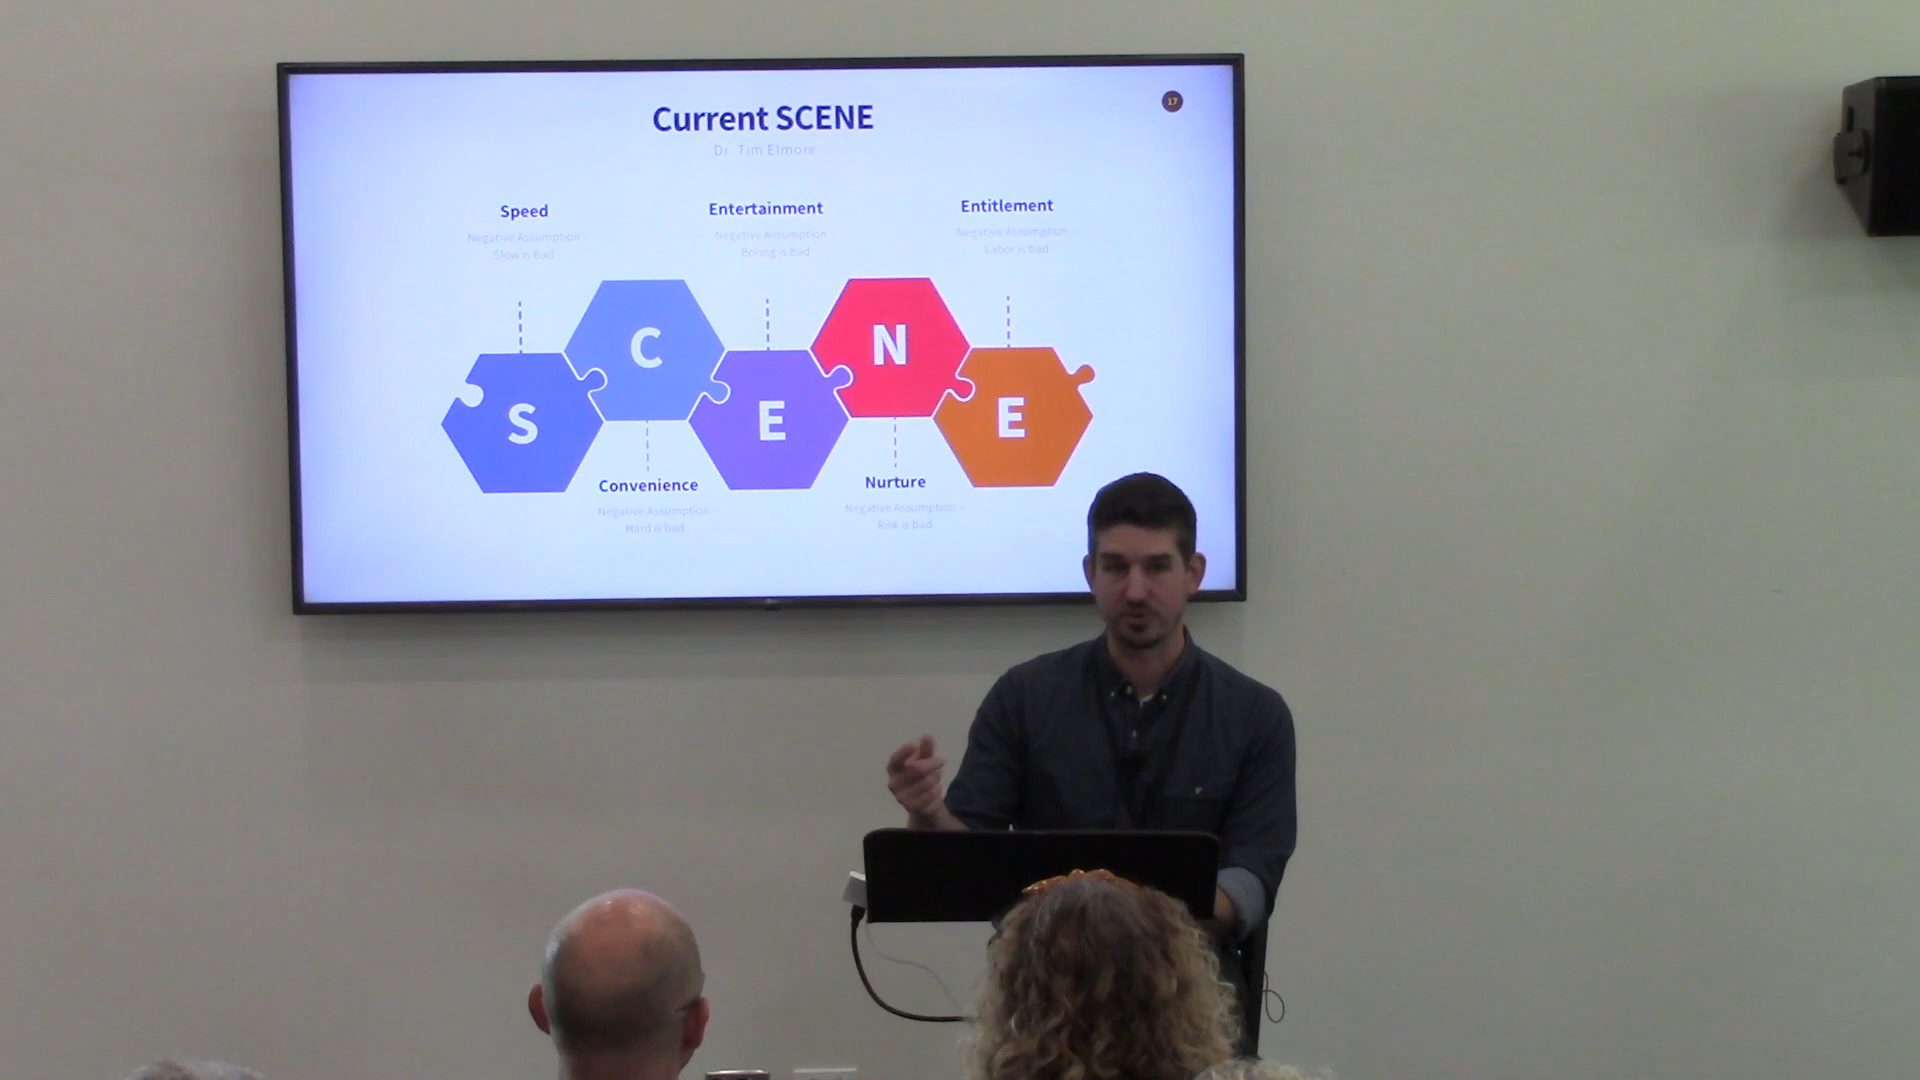 Current SCENE
17
Dr. Tim Elmore
Speed
- Negative Assumption -
Slow is Bad
Entertainment
Negative Assumption
Boring is Bad
Entitlement
Negative Assumption -
Labor is bad
S
C
E
N
E
Convenience
Negative Assumption -
Hard is bad
Nurture
Negative Assumption -
Risk is bad